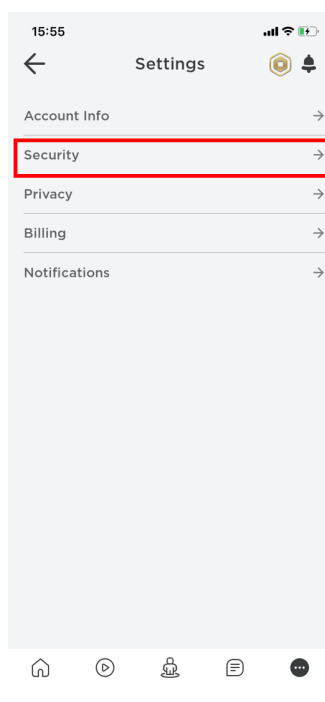 15:55
Settings
Account Info
Security
Privacy
Billing
Notifications